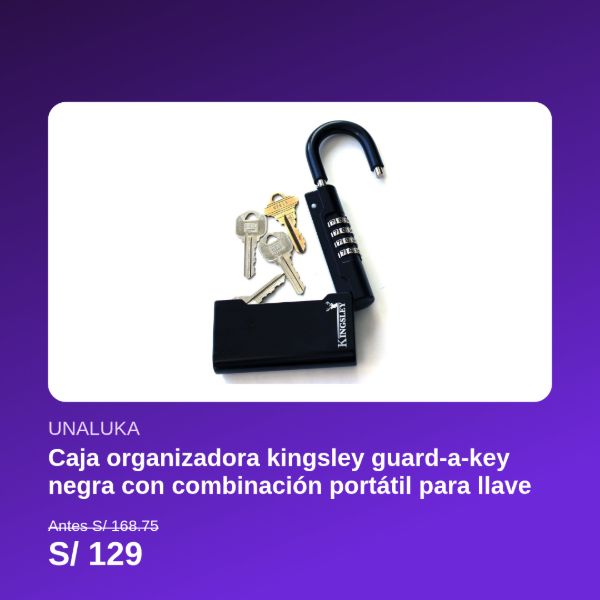 KINGSLEY
UNALUKA
Caja organizadora kingsley guard-a-key
negra con combinación portátil para llave
Antes S/ 168.75
S/ 129